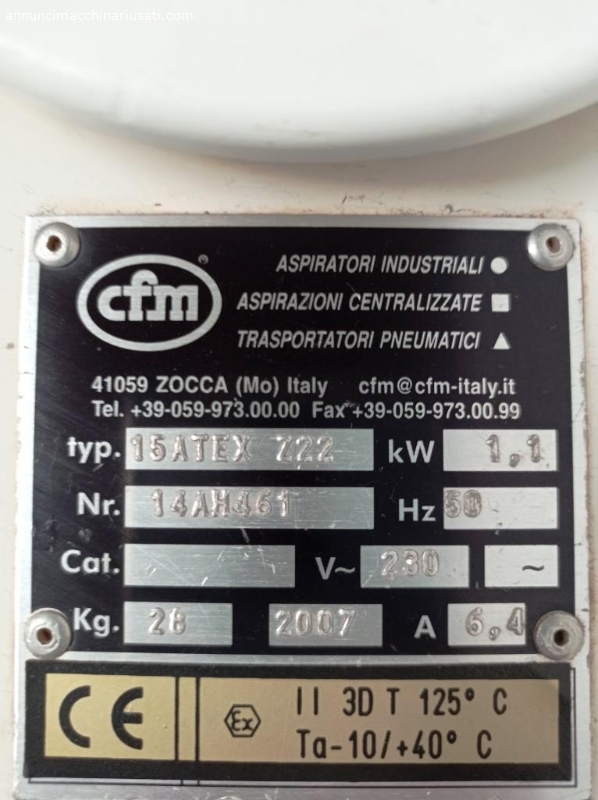 annuncimacchinariusati.com
cfm ®
ASPIRATORI INDUSTRIALI
ASPIRAZIONI CENTRALIZZATE
TRASPORTATORI PNEUMATICI
41059 ZOCCA (Mo) Italy cfm@cfm-italy.it
Tel. +39-059-973.00.00 Fax +39-059-973.00.99
typ. 15ATEX Z22 kW 1,1
Nr. 14AH461 Hz 50
Cat. V~ 230 ~
Kg. 28 2007 A 6,4
CE Ex II 3D T 125° C
Ta-10/+40° C